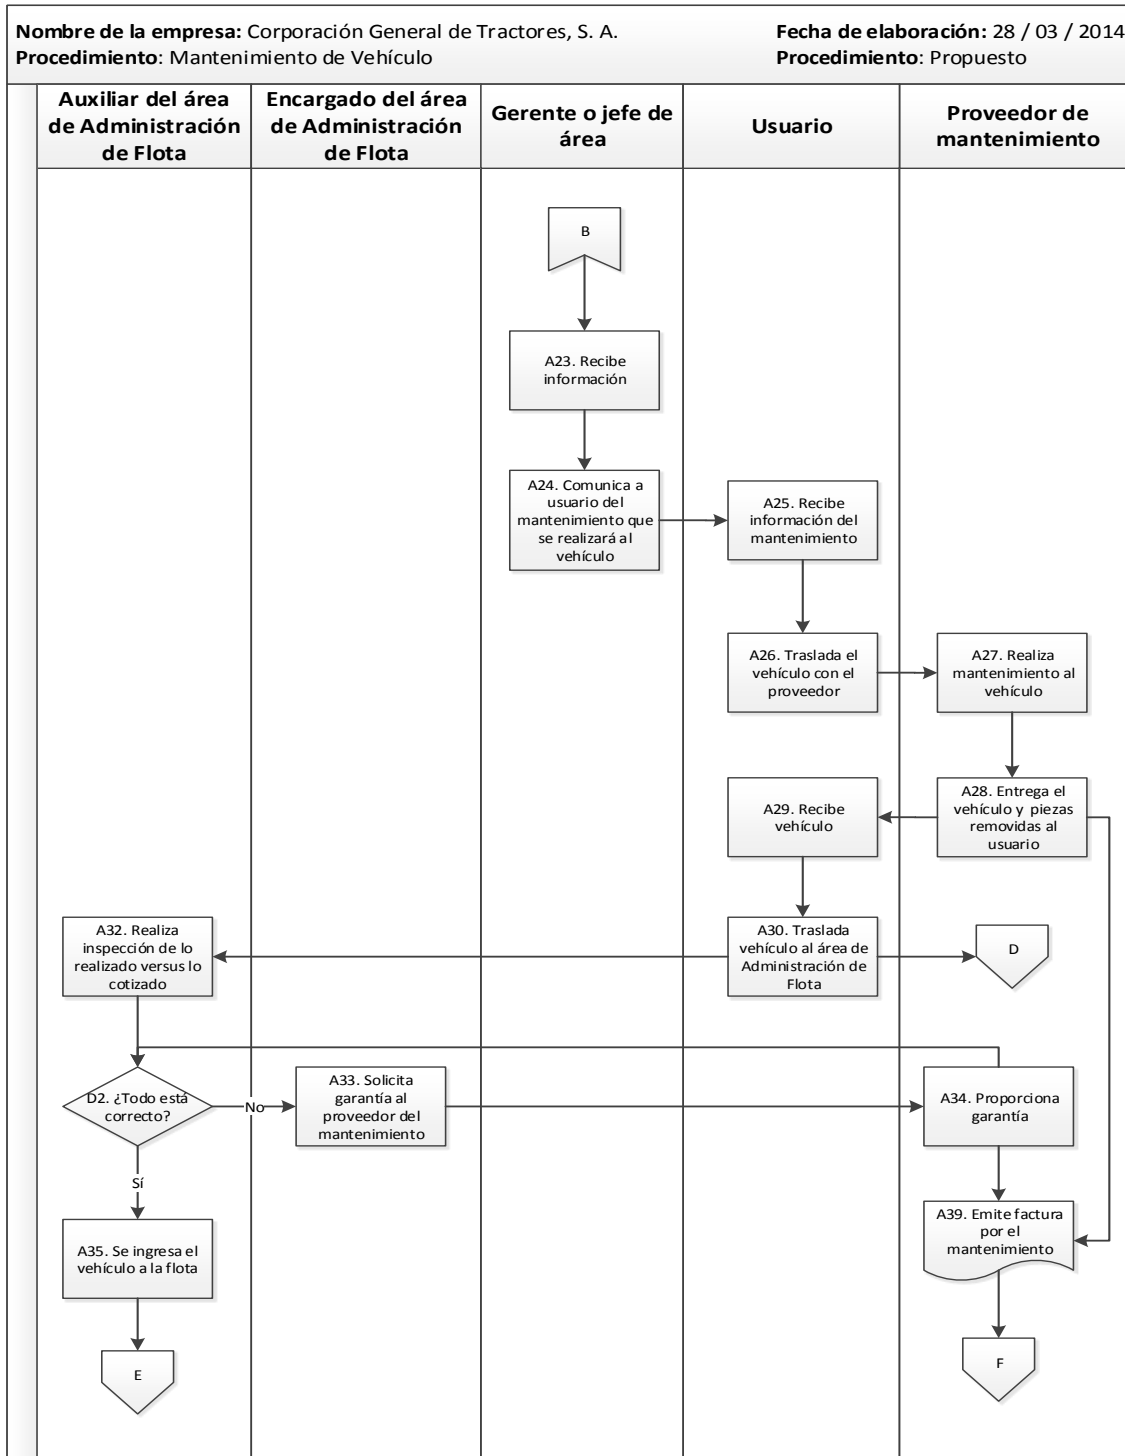 Nombre de la empresa: Corporación General de Tractores, S. A.
Fecha de elaboración: 28 / 03 / 2014
Procedimiento: Mantenimiento de Vehículo
Procedimiento: Propuesto
Auxiliar del área
de Administración
de Flota
Encargado del área
de Administración
de Flota
Gerente o jefe de
área
Usuario
Proveedor de
mantenimiento
B
A23. Recibe
información
A24. Comunica a
usuario del
mantenimiento que
se realizará al
vehículo
A25. Recibe
información del
mantenimiento
A26. Traslada el
vehículo con el
proveedor
A27. Realiza
mantenimiento al
vehículo
A28. Entrega el
vehículo y piezas
removidas al
usuario
A29. Recibe
vehículo
A30. Traslada
vehículo al área de
Administración de
Flota
D
A32. Realiza
inspección de lo
realizado versus lo
cotizado
D2. ¿Todo está
correcto?
No
A33. Solicita
garantía al
proveedor del
mantenimiento
A34. Proporciona
garantía
Sí
A35. Se ingresa el
vehículo a la flota
A39. Emite factura
por el
mantenimiento
E
F